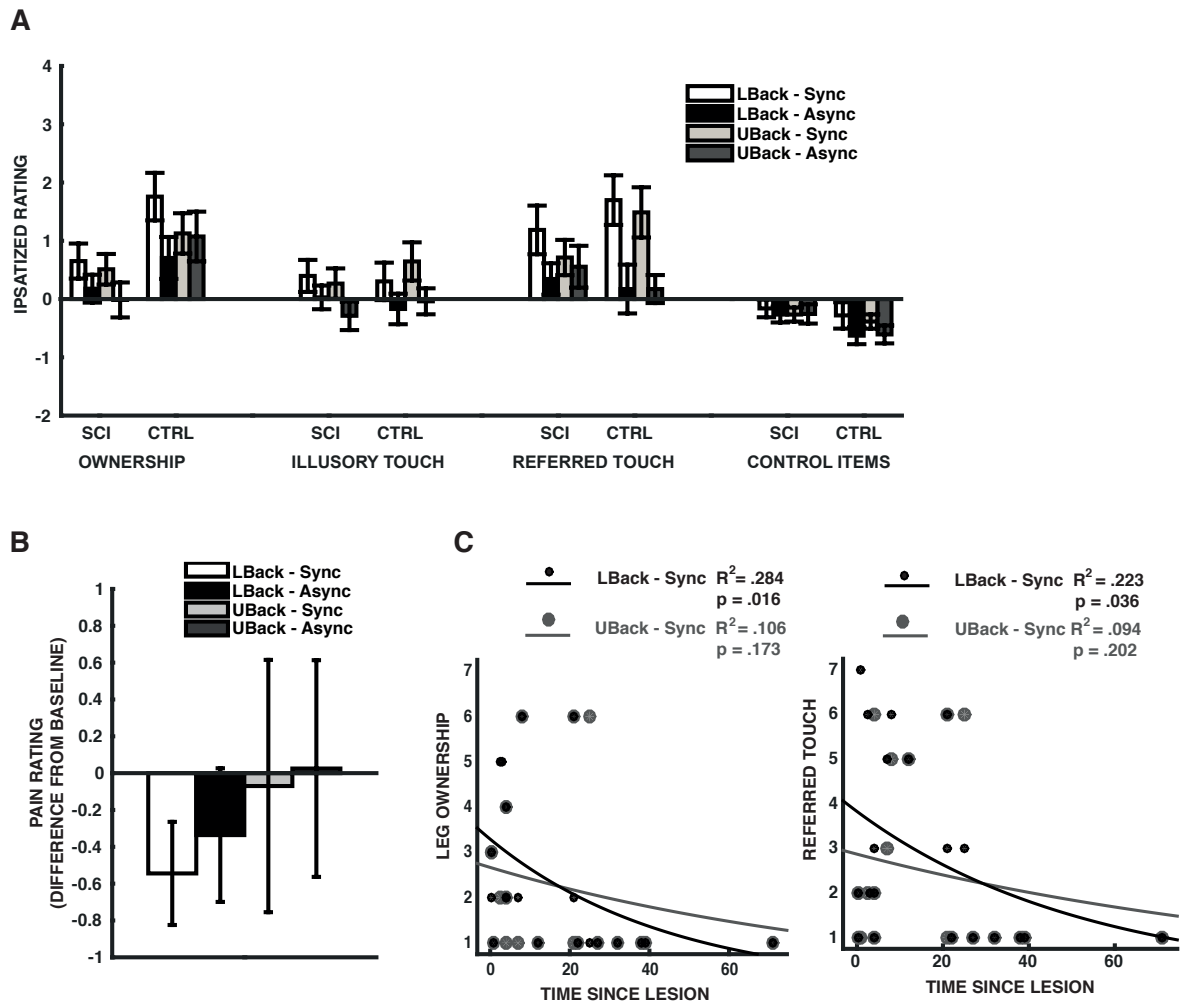 A
4
3
2
1
0
-1
-2
IPSATIZED RATING
LBack - Sync
LBack - Async
UBack - Sync
UBack - Async
SCI CTRL SCI CTRL SCI CTRL SCI CTRL
OWNERSHIP ILLUSORY TOUCH REFERRED TOUCH CONTROL ITEMS
B
LBack - Sync
LBack - Async
UBack - Sync
UBack - Async
1
0.8
0.6
0.4
0.2
0
-0.2
-0.4
-0.6
-0.8
-1
PAIN RATING
(DIFFERENCE FROM BASELINE)
C
LBack - Sync R2= .284
p = .016
UBack - Sync R2= .106
p = .173
7
6
5
4
3
2
1
LEG OWNERSHIP
0 20 40 60
TIME SINCE LESION
LBack - Sync R2= .223
p = .036
UBack - Sync R2= .094
p = .202
7
6
5
4
3
2
1
REFERRED TOUCH
0 20 40 60
TIME SINCE LESION